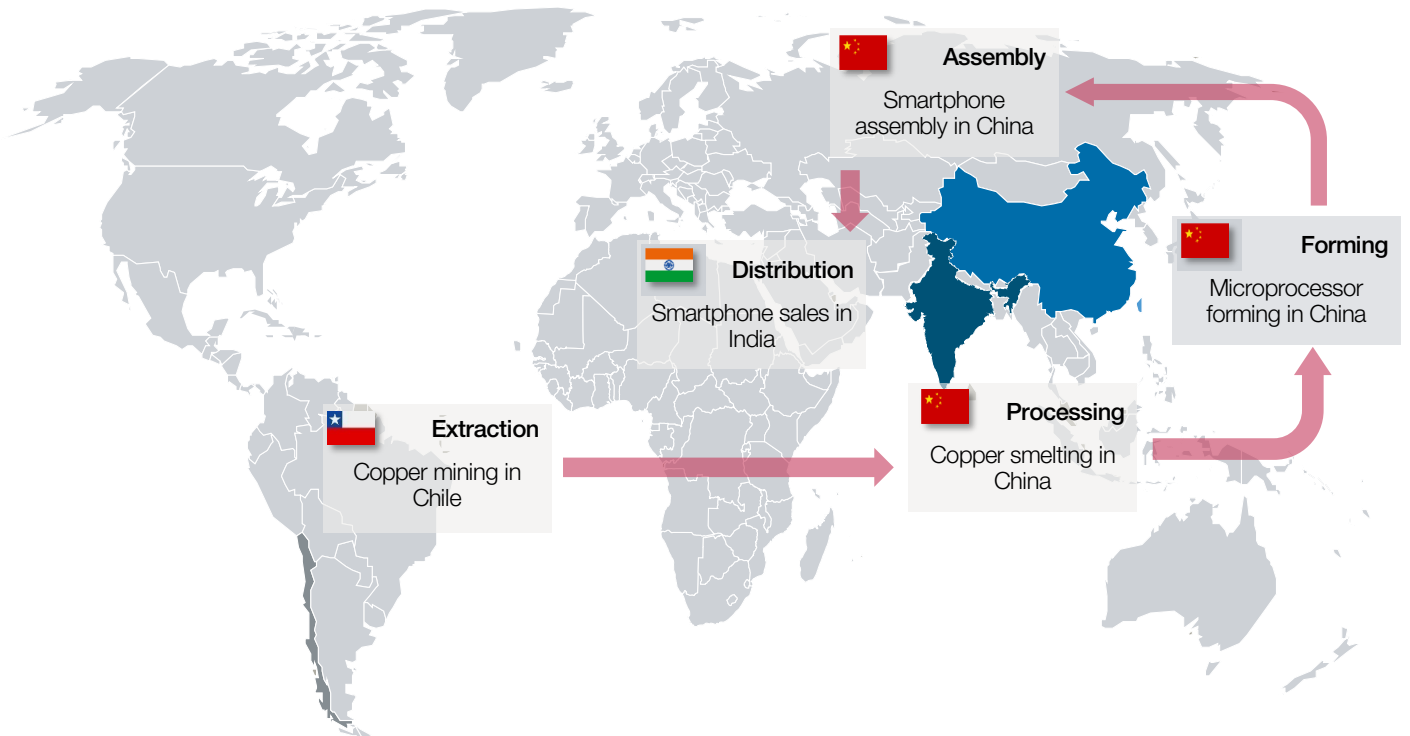 Assembly
Smartphone
assembly in China
Distribution
Smartphone sales in
India
Forming
Microprocessor
forming in China
Extraction
Copper mining in
Chile
Processing
Copper smelting in
China